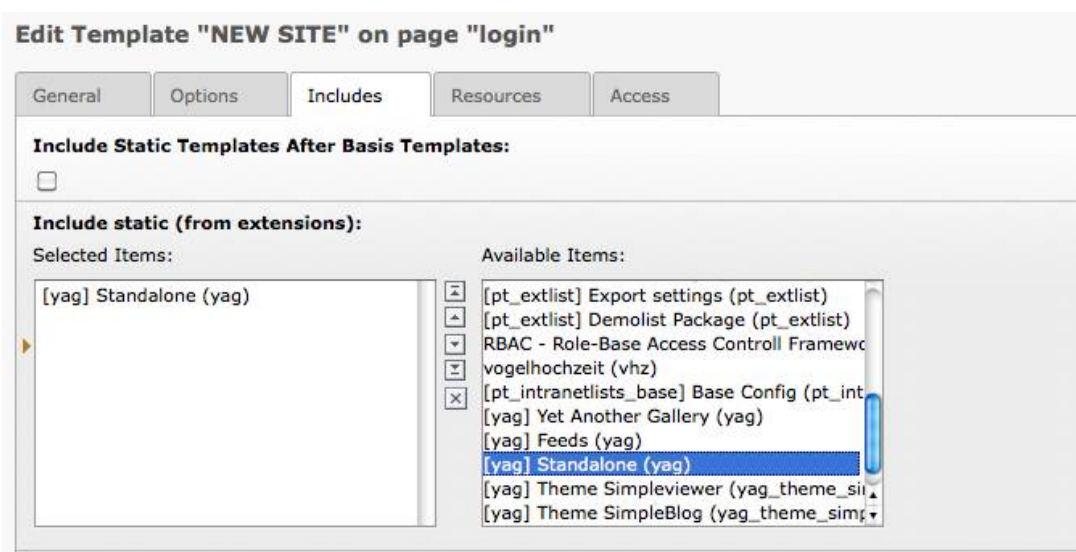 Edit Template "NEW SITE" on page "login"
General Options Includes Resources Access
Include Static Templates After Basis Templates:
Include static (from extensions):
Selected Items: Available Items:
[yag] Standalone (yag)
[pt_extlist] Export settings (pt_extlist)
[pt_extlist] Demolist Package (pt_extlist)
RBAC - Role-Base Access Controll Framewo
vogelhochzeit (vhz)
[pt_intranetlists_base] Base Config (pt_int
[yag] Yet Another Gallery (yag)
[yag] Feeds (yag)
[yag] Standalone (yag)
[yag] Theme Simpleviewer (yag_theme_sim
[yag] Theme SimpleBlog (yag_theme_simp